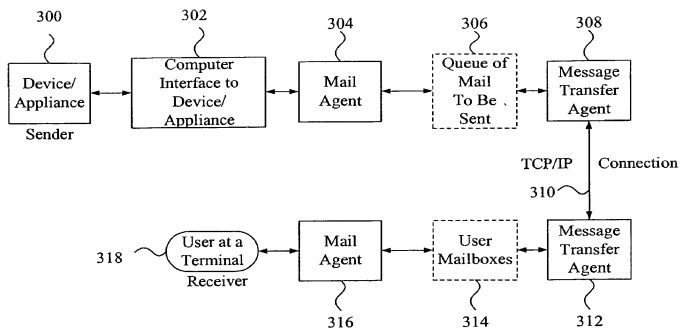 300
302
304
306
308
Device/
Appliance
Sender
Computer
Interface to
Device/
Appliance
Mail
Agent
Queue of
Mail
To Be
Sent
Message
Transfer
Agent
TCP/IP Connection
310
318
User at a
Terminal
Receiver
Mail
Agent
User
Mailboxes
Message
Transfer
Agent
316
314
312